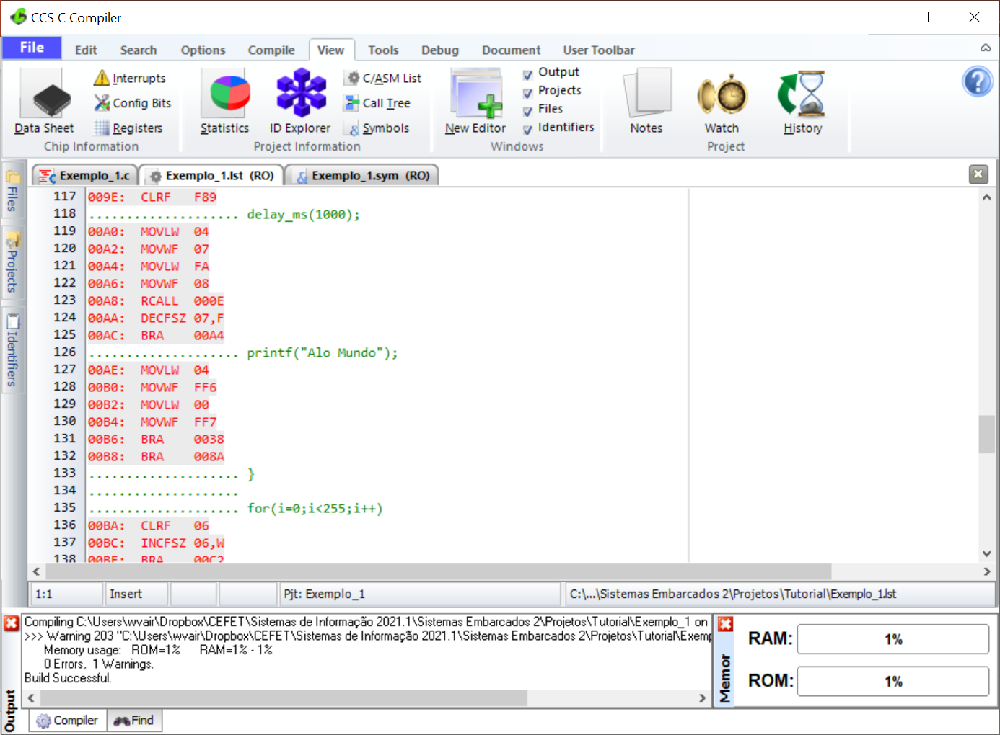 CCS C Compiler
File Edit Search Options Compile View Tools Debug Document User Toolbar
Data Sheet
Interrupts
Config Bits
Registers
Chip Information
Statistics
ID Explorer
C/ASM List
Call Tree
Symbols
Project Information
New Editor
Output
Projects
Files
Identifiers
Windows
Notes
Watch
History
Project
Files
Projects
Identifiers
Exemplo_1.c Exemplo_1.lst (RO) Exemplo_1.sym (RO)
117 009E: CLRF F89
118 .................... delay_ms(1000);
119 00A0: MOVLW 04
120 00A2: MOVWF 07
121 00A4: MOVLW FA
122 00A6: MOVWF 08
123 00A8: RCALL 000E
124 00AA: DECFSZ 07,F
125 00AC: BRA 00A4
126 .................... printf("Alo Mundo");
127 00AE: MOVLW 04
128 00B0: MOVWF FF6
129 00B2: MOVLW 00
130 00B4: MOVWF FF7
131 00B6: BRA 0038
132 00B8: BRA 008A
133 .................... }
134 ....................
135 .................... for(i=0;i<255;i++)
136 00BA: CLRF 06
137 00BC: INCFSZ 06,W
138 00BE: BRA 00C2
1:1 Insert Pjt: Exemplo_1 C:\...\Sistemas Embarcados 2\Projetos\Tutorial\Exemplo_1.lst
Compiling C:\Users\wvair\Dropbox\CEFET\Sistemas de Informação 2021.1\Sistemas Embarcados 2\Projetos\Tutorial\Exemplo_1 on
>>> Warning 203 "C:\Users\wvair\Dropbox\CEFET\Sistemas de Informação 2021.1\Sistemas Embarcados 2\Projetos\Tutorial\Exemp
Memory usage: ROM=1% RAM=1% - 1%
0 Errors, 1 Warnings.
Build Successful.
Output
Compiler Find
Memor
RAM: 1%
ROM: 1%